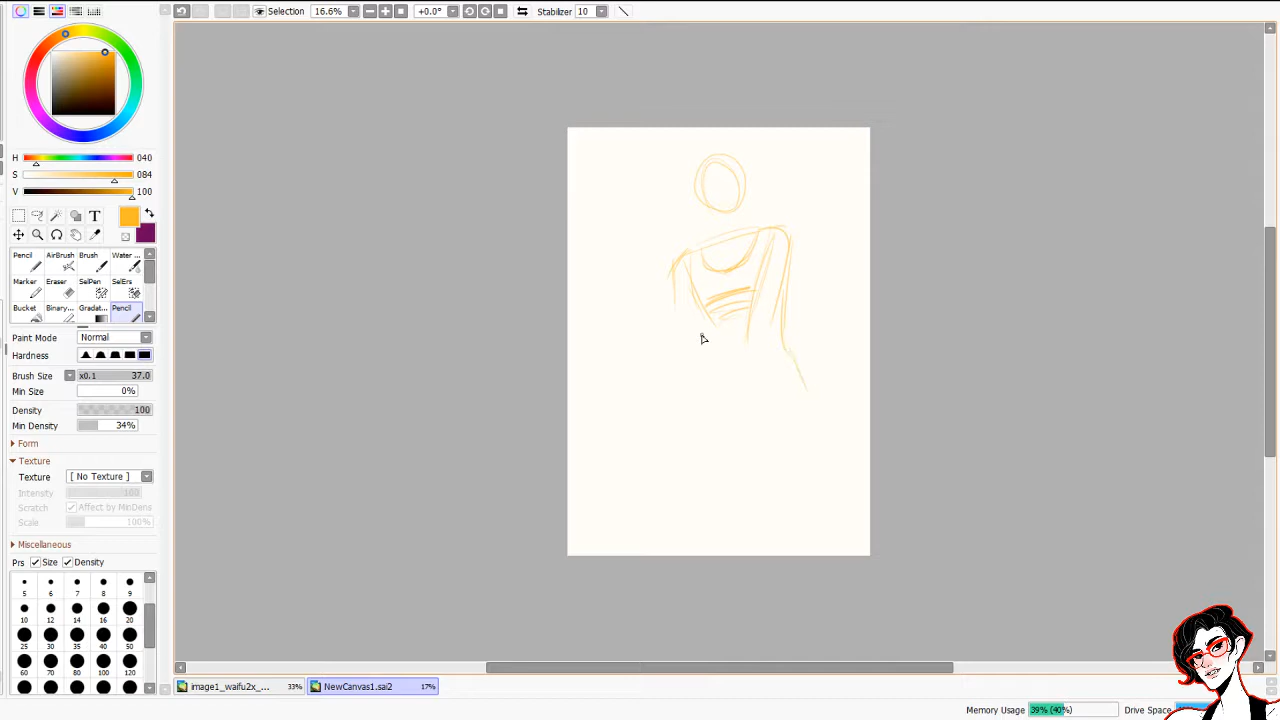 Selection 16.6% +0.0° Stabilizer 10
H 040
S 084
V 100
T
Pencil AirBrush Brush Water ...
Marker Eraser SelPen SelErs
Bucket Binary... Gradat... Pencil
Paint Mode Normal
Hardness
Brush Size x0.1 37.0
Min Size 0%
Density 100
Min Density 34%
Form
Texture
Texture [ No Texture ]
Intensity 100
Scratch Affect by MinDens
Scale 100%
Miscellaneous
Prs Size Density
5 6 7 8 9
10 12 14 16 20
25 30 35 40 50
60 70 80 100 120
image1_waifu2x_... 33% NewCanvas1.sai2 17%
Memory Usage 39% (40%) Drive Space